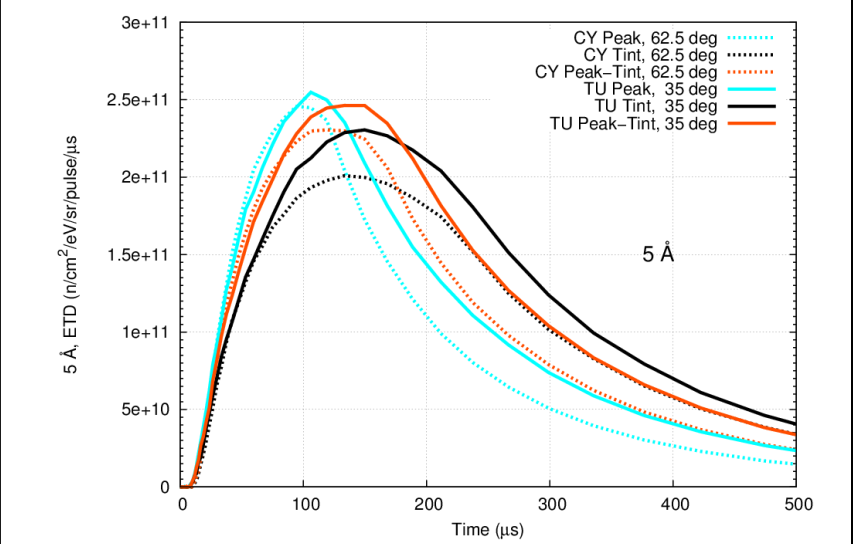 3e+11
2.5e+11
2e+11
1.5e+11
1e+11
5e+10
0
5 Å, ETD (n/cm²/eV/sr/pulse/µs
CY Peak, 62.5 deg
CY Tint, 62.5 deg
CY Peak−Tint, 62.5 deg
TU Peak, 35 deg
TU Tint, 35 deg
TU Peak−Tint, 35 deg
5 Å
0 100 200 300 400 500
Time (µs)